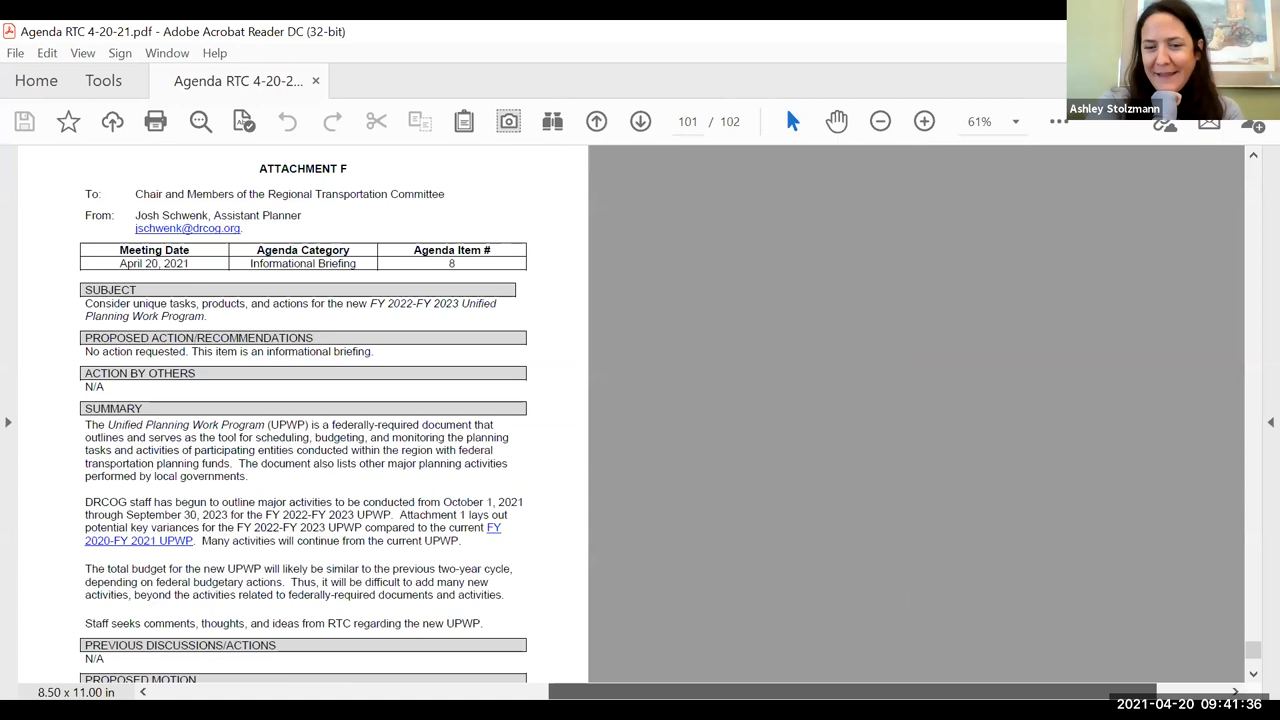 Agenda RTC 4-20-21.pdf - Adobe Acrobat Reader DC (32-bit)
File Edit View Sign Window Help
Home Tools Agenda RTC 4-20-2... ×
Ashley Stolzmann
101 / 102 61%
ATTACHMENT F
To: Chair and Members of the Regional Transportation Committee
From: Josh Schwenk, Assistant Planner
jschwenk@drcog.org.
Meeting Date Agenda Category Agenda Item #
April 20, 2021 Informational Briefing 8
SUBJECT
Consider unique tasks, products, and actions for the new FY 2022-FY 2023 Unified
Planning Work Program.
PROPOSED ACTION/RECOMMENDATIONS
No action requested. This item is an informational briefing.
ACTION BY OTHERS
N/A
SUMMARY
The Unified Planning Work Program (UPWP) is a federally-required document that
outlines and serves as the tool for scheduling, budgeting, and monitoring the planning
tasks and activities of participating entities conducted within the region with federal
transportation planning funds. The document also lists other major planning activities
performed by local governments.
DRCOG staff has begun to outline major activities to be conducted from October 1, 2021
through September 30, 2023 for the FY 2022-FY 2023 UPWP. Attachment 1 lays out
potential key variances for the FY 2022-FY 2023 UPWP compared to the current FY
2020-FY 2021 UPWP. Many activities will continue from the current UPWP.
The total budget for the new UPWP will likely be similar to the previous two-year cycle,
depending on federal budgetary actions. Thus, it will be difficult to add many new
activities, beyond the activities related to federally-required documents and activities.
Staff seeks comments, thoughts, and ideas from RTC regarding the new UPWP.
PREVIOUS DISCUSSIONS/ACTIONS
N/A
PROPOSED MOTION
8.50 x 11.00 in
2021-04-20 09:41:36